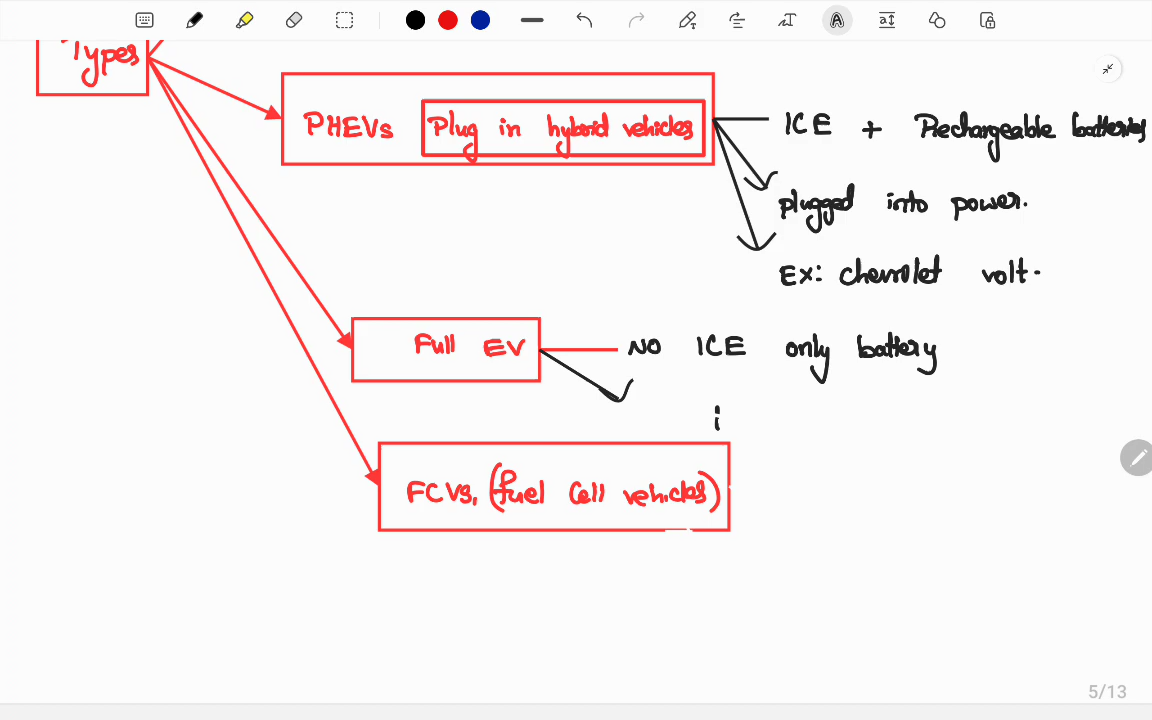 Types
PHEVs Plug in hybrid vehicles
ICE + Rechargeable batteries
plugged into power.
Ex: chevrolet volt.
Full EV
NO ICE only battery
i
FCVs, (fuel cell vehicles)
5/13